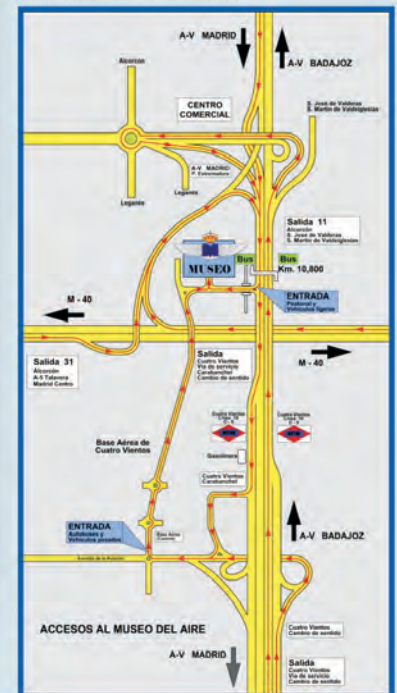 A-V MADRID
A-V BADAJOZ
Alcorcon
CENTRO
COMERCIAL
S. José de Valderas
S. Martin de Valdeiglesias
Leganés
Leganés
A-V MADRID
P. Extremadura
Salida 11
Alcorcón
S. José de Valderas
S. Martin de Valdeiglesias
MUSEO
Bus
Bus
Km. 10,800
ENTRADA
Peatonal y
Vehículos ligeros
M - 40
Salida 31
Alcorcón
A-5 Talavera
Madrid Centro
Salida
Cuatro Vientos
Vía de servicio
Carabanchel
Cambio de sentido
M - 40
Cuatro Vientos
Cuatro Vientos
Base Aérea de
Cuatro Vientos
Gasolinera
Cuatro Vientos
Carabanchel
ENTRADA
Autobuses y
Vehículos pesados
Base Aérea
Avenida de la Aviación
A-V BADAJOZ
ACCESOS AL MUSEO DEL AIRE
Cuatro Vientos
Cambio de sentido
A-V MADRID
Salida
Cuatro Vientos
Vía de servicio
Cambio de sentido